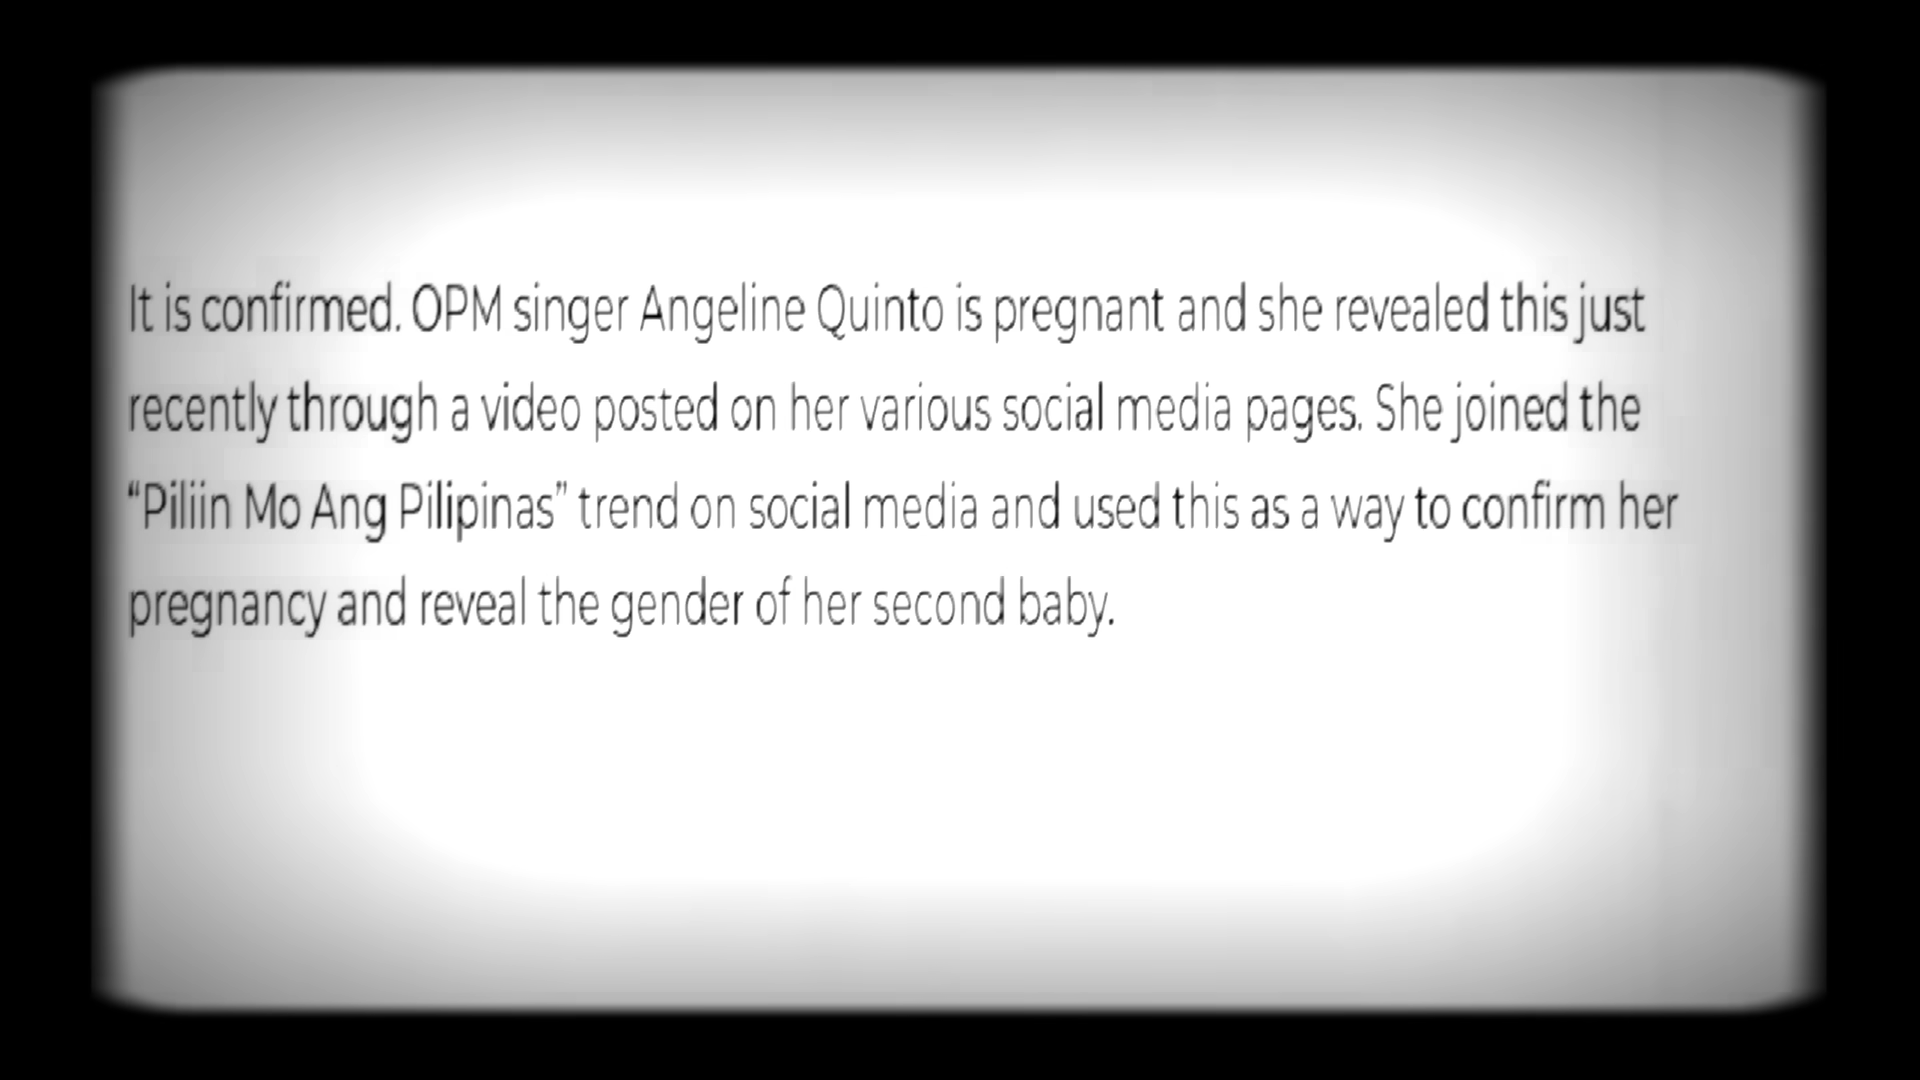 It is confirmed. OPM singer Angeline Quinto is pregnant and she revealed this just
recently through a video posted on her various social media pages. She joined the
“Piliin Mo Ang Pilipinas” trend on social media and used this as a way to confirm her
pregnancy and reveal the gender of her second baby.